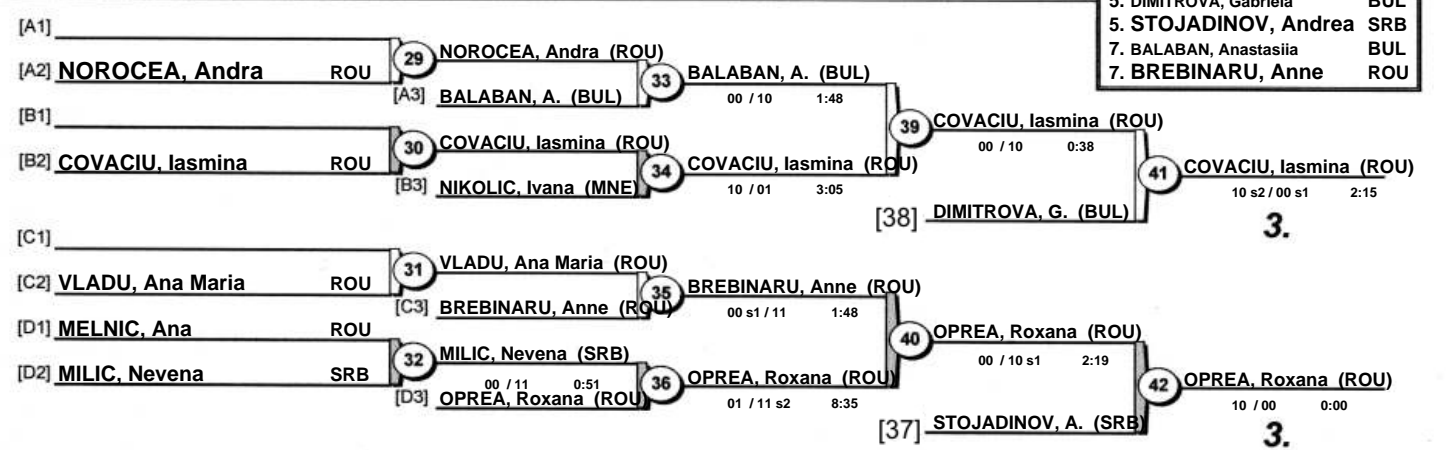 5. DIMITROVA, Gabriela BUL
5. STOJADINOV, Andrea SRB
7. BALABAN, Anastasiia BUL
7. BREBINARU, Anne ROU
[A1]
[A2] NOROCEA, Andra ROU
29
NOROCEA, Andra (ROU)
[A3] BALABAN, A. (BUL)
33
BALABAN, A. (BUL)
00 / 10 1:48
[B1]
[B2] COVACIU, Iasmina ROU
30
COVACIU, Iasmina (ROU)
[B3] NIKOLIC, Ivana (MNE)
34
COVACIU, Iasmina (ROU)
10 / 01 3:05
39
COVACIU, Iasmina (ROU)
00 / 10 0:38
[38] DIMITROVA, G. (BUL)
41
COVACIU, Iasmina (ROU)
10 s2 / 00 s1 2:15
3.
[C1]
[C2] VLADU, Ana Maria ROU
31
VLADU, Ana Maria (ROU)
[C3] BREBINARU, Anne (ROU)
35
BREBINARU, Anne (ROU)
00 s1 / 11 1:48
[D1] MELNIC, Ana ROU
[D2] MILIC, Nevena SRB
32
MILIC, Nevena (SRB)
00 / 11 0:51
[D3] OPREA, Roxana (ROU)
36
OPREA, Roxana (ROU)
01 / 11 s2 8:35
40
OPREA, Roxana (ROU)
00 / 10 s1 2:19
[37] STOJADINOV, A. (SRB)
42
OPREA, Roxana (ROU)
10 / 00 0:00
3.